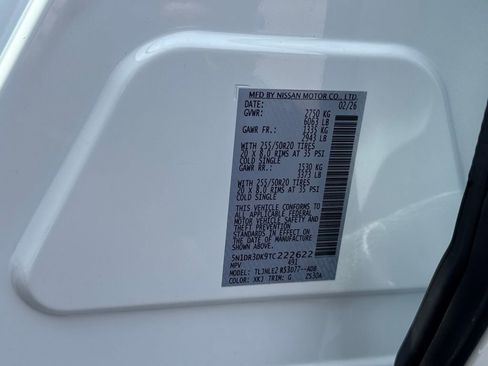 MFD BY NISSAN MOTOR CO., LTD.
02/26
GVWR: 2750 KG
6063 LB
GAWR FR.: 1335 KG
2943 LB
WITH 255/50R20 TIRES
20 X 8.0 RIMS AT 35 PSI
COLD SINGLE
GAWR RR.: 1530 KG
3373 LB
WITH 255/50R20 TIRES
20 X 8.0 RIMS AT 35 PSI
COLD SINGLE
THIS VEHICLE CONFORMS TO
ALL APPLICABLE FEDERAL
MOTOR VEHICLE SAFETY AND
THEFT PREVENTION
STANDARDS IN EFFECT ON
THE DATE OF MANUFACTURE
SHOWN ABOVE.
5N1DR3DK9TC222622
MPV 491
MODEL: TLJNLE2
COLOR: XKJ TRIM: G